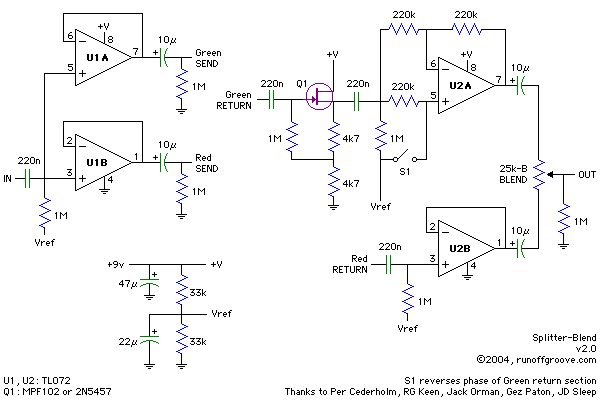 220k
220k
6
+V
8
U1A
7
10µ
Green
SEND
5
1M
Green
RETURN
220n
Q1
+V
220n
220k
6
+V
8
U2A
7
10µ
5
1M
4k7
1M
S1
4k7
Vref
IN
220n
2
3
U1B
1
4
10µ
Red
SEND
1M
1M
Vref
25k-B
BLEND
OUT
1M
Red
RETURN
220n
2
3
U2B
1
4
10µ
1M
Vref
+9v
+V
47µ
33k
Vref
22µ
33k
Splitter-Blend
v2.0
©2004, runoffgroove.com
U1, U2: TL072
Q1: MPF102 or 2N5457
S1 reverses phase of Green return section
Thanks to Per Cederholm, RG Keen, Jack Orman, Gez Paton, JD Sleep